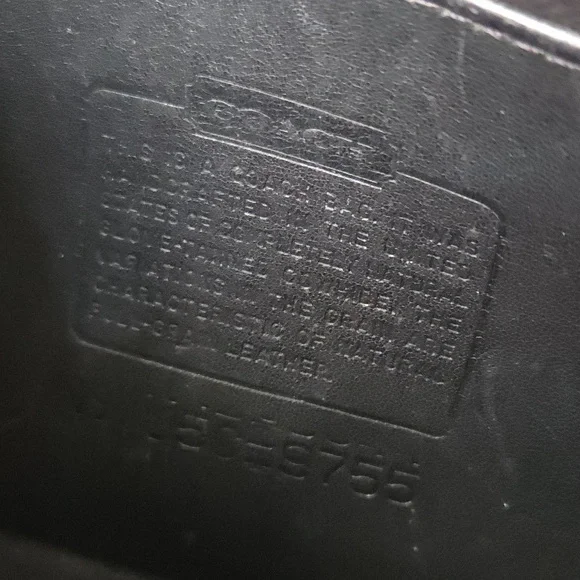 COACH
THIS IS A COACH BAG. IT WAS
HANDCRAFTED IN THE UNITED
STATES OF COMPLETELY NATURAL
GLOVE-TANNED COWHIDE. THE
VARIATIONS IN THE GRAIN ARE
CHARACTERISTIC OF NATURAL
FULL-GRAIN LEATHER.
-9755